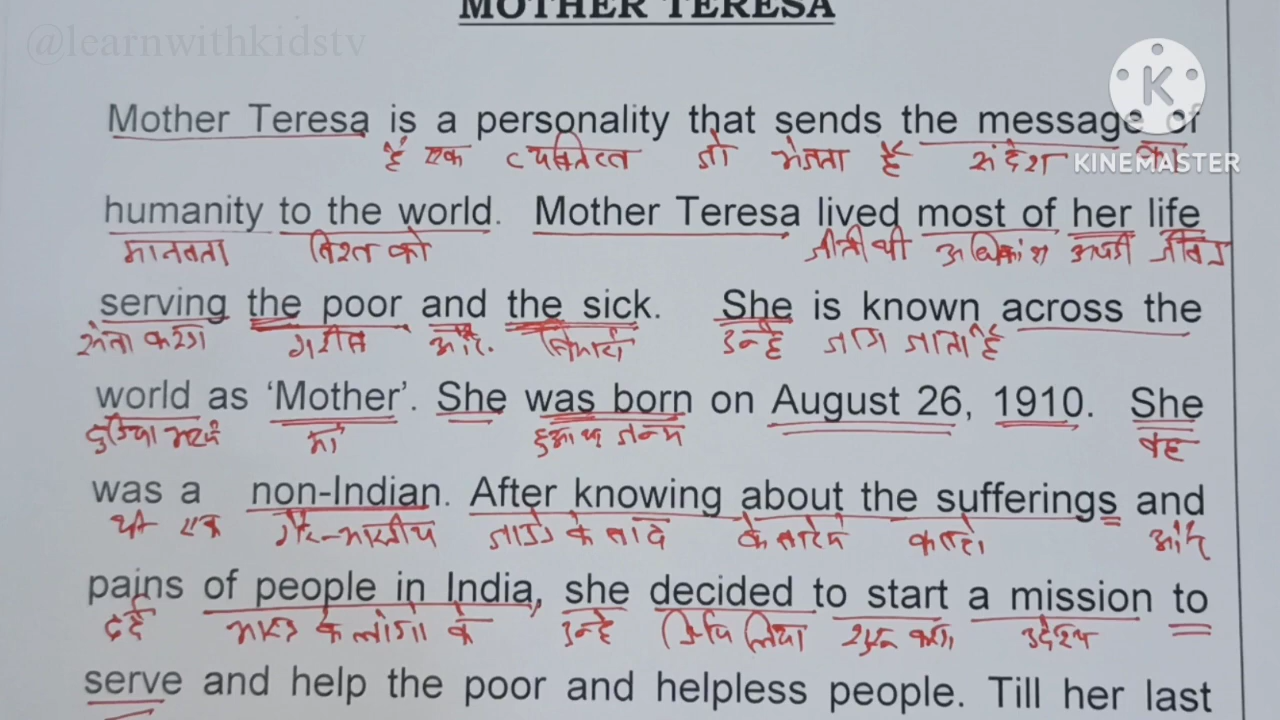 MOTHER TERESA
@learnwithkidstv
Mother Teresa is a personality that sends the message of
है एक व्यक्तित्व जो भेजता है संदेश का
KINEMASTER
humanity to the world. Mother Teresa lived most of her life
मानवता विश्व को जीती थी अधिकांश अपनी जीवन
serving the poor and the sick. She is known across the
सेवा करना गरीब और बिमारो उन्हे जाना जाता है
world as ‘Mother’. She was born on August 26, 1910. She
दुनिया भर में माँ हुआ था जन्म वह
was a non-Indian. After knowing about the sufferings and
थी एक गैर-भारतीय जानने के बाद के बारे में कष्टो और
pains of people in India, she decided to start a mission to
दर्द भारत के लोगो के उन्हे निर्णय लिया शुरू करना उद्देश्य
serve and help the poor and helpless people. Till her last